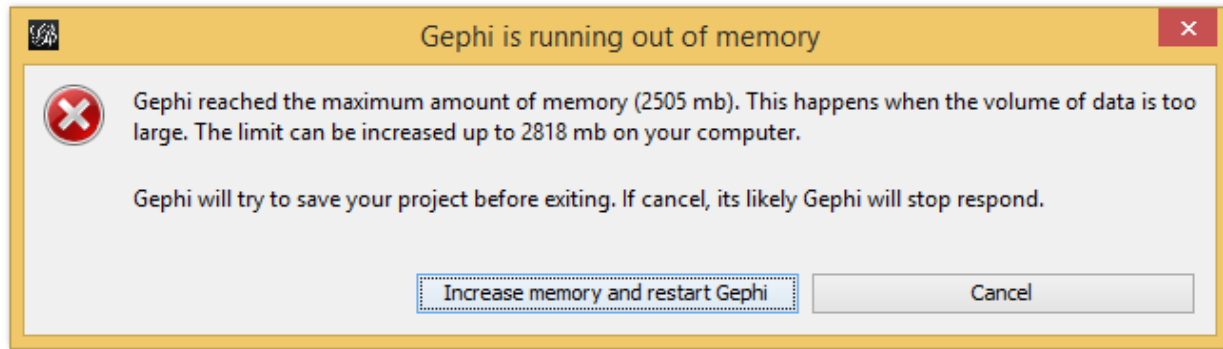 Gephi is running out of memory
Gephi reached the maximum amount of memory (2505 mb). This happens when the volume of data is too
large. The limit can be increased up to 2818 mb on your computer.
Gephi will try to save your project before exiting. If cancel, its likely Gephi will stop respond.
Increase memory and restart Gephi
Cancel